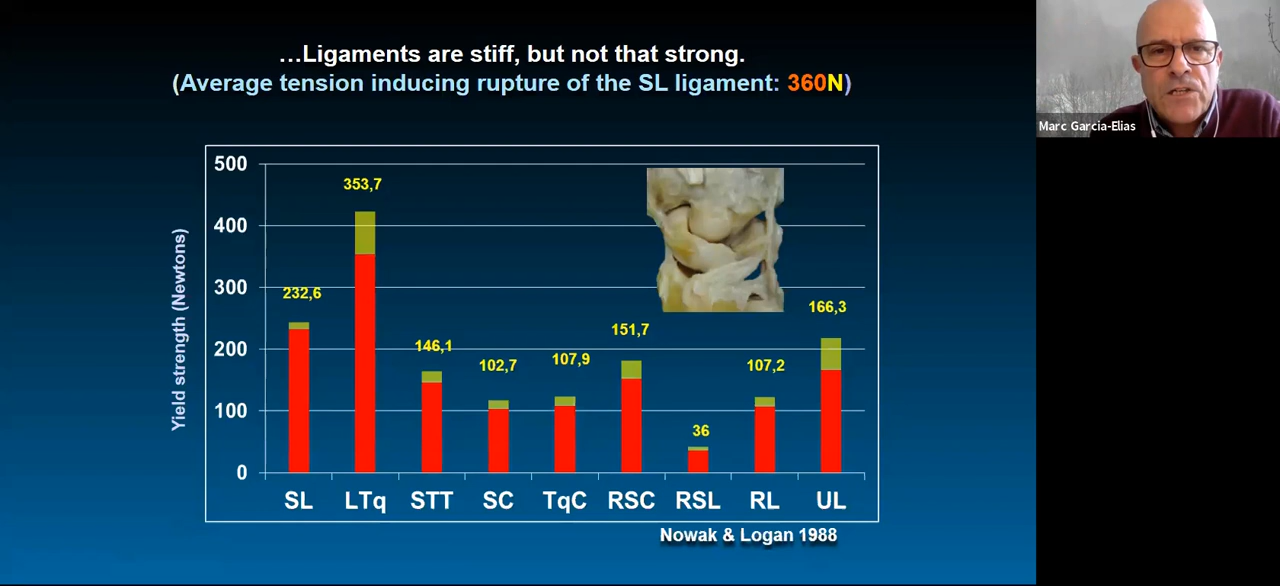 …Ligaments are stiff, but not that strong.
(Average tension inducing rupture of the SL ligament: 360N)
Marc Garcia-Elias
Yield strength (Newtons)
500
400
300
200
100
0
232,6
353,7
146,1
102,7
107,9
151,7
36
107,2
166,3
SL LTq STT SC TqC RSC RSL RL UL
Nowak & Logan 1988